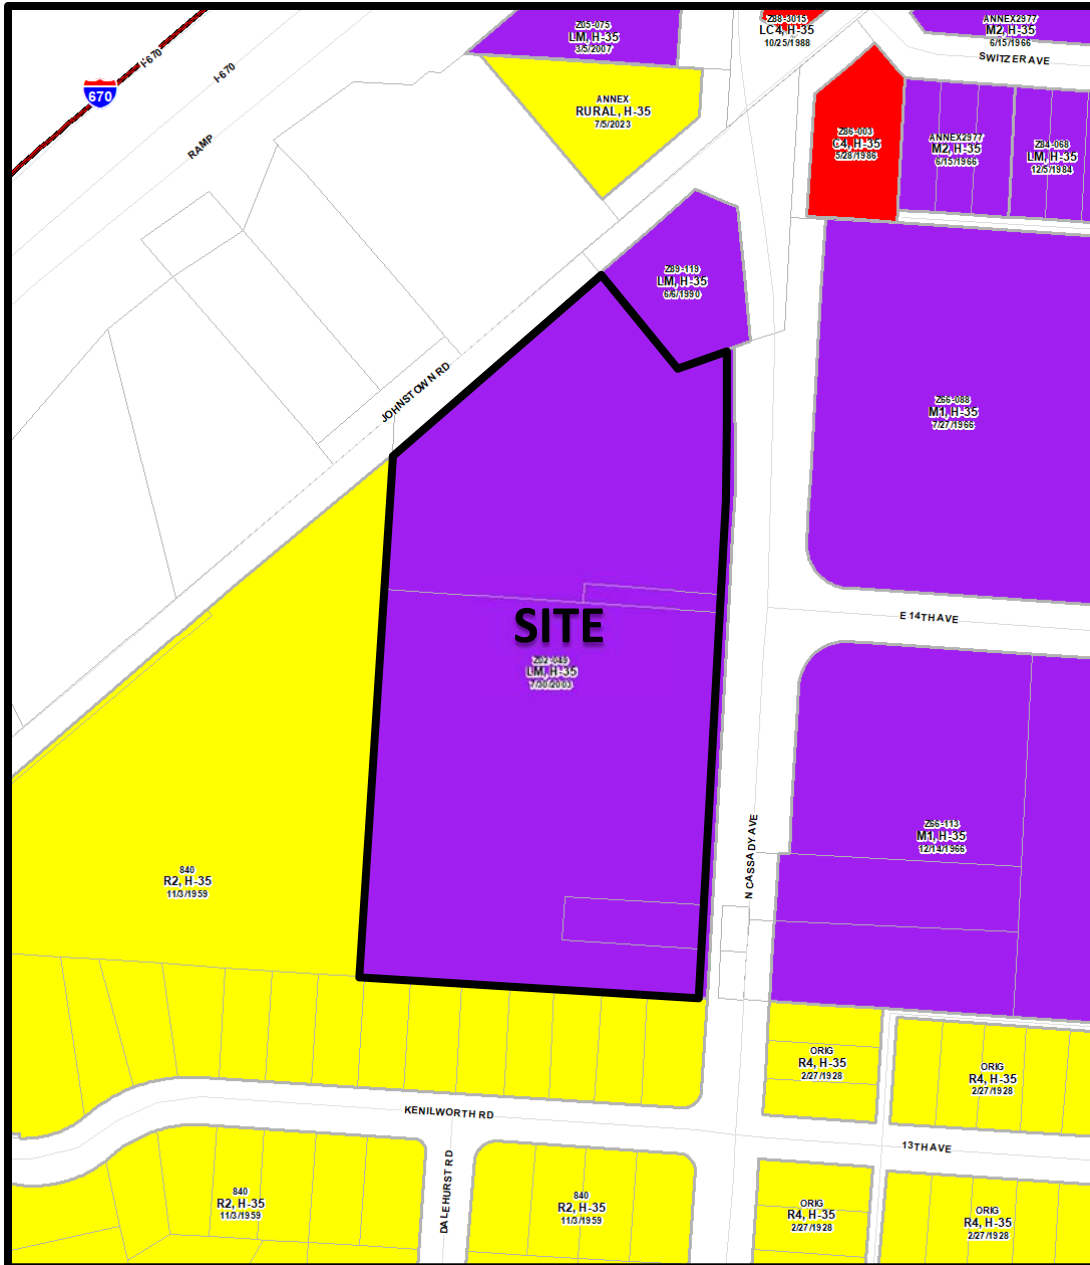 Z05-075
LM, H-35
3/5/2007
Z88-3015
LC4, H-35
10/25/1988
ANNEX2977
M2, H-35
6/15/1966
SWITZER AVE
I-670
I-670
670
RAMP
ANNEX
RURAL, H-35
7/5/2023
Z86-003
C4, H-35
5/28/1986
ANNEX2977
M2, H-35
6/15/1966
Z84-068
LM, H-35
12/5/1984
Z89-119
LM, H-35
6/6/1990
JOHNSTOWN RD
Z66-088
M1, H-35
7/27/1966
E 14TH AVE
SITE
Z02-049
LM, H-35
7/30/2003
N CASSADY AVE
Z66-113
M1, H-35
12/14/1966
840
R2, H-35
11/3/1959
ORIG
R4, H-35
2/27/1928
ORIG
R4, H-35
2/27/1928
KENILWORTH RD
13TH AVE
DALEHURST RD
840
R2, H-35
11/3/1959
840
R2, H-35
11/3/1959
ORIG
R4, H-35
2/27/1928
ORIG
R4, H-35
2/27/1928